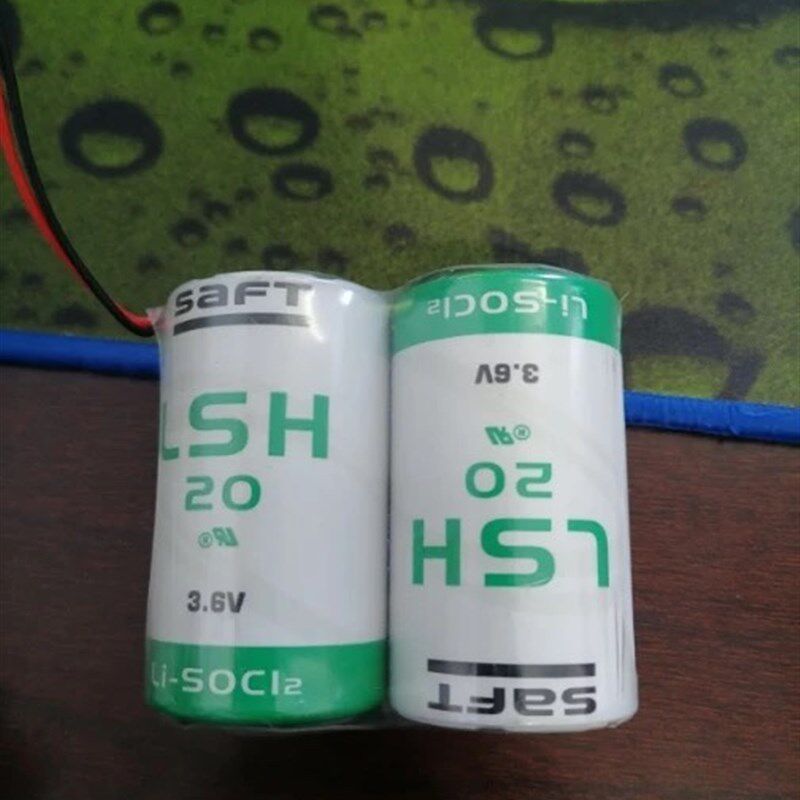 SAFT
LSH
20
3.6V
Li-SOCl2
SAFT
LSH
20
3.6V
Li-SOCl2